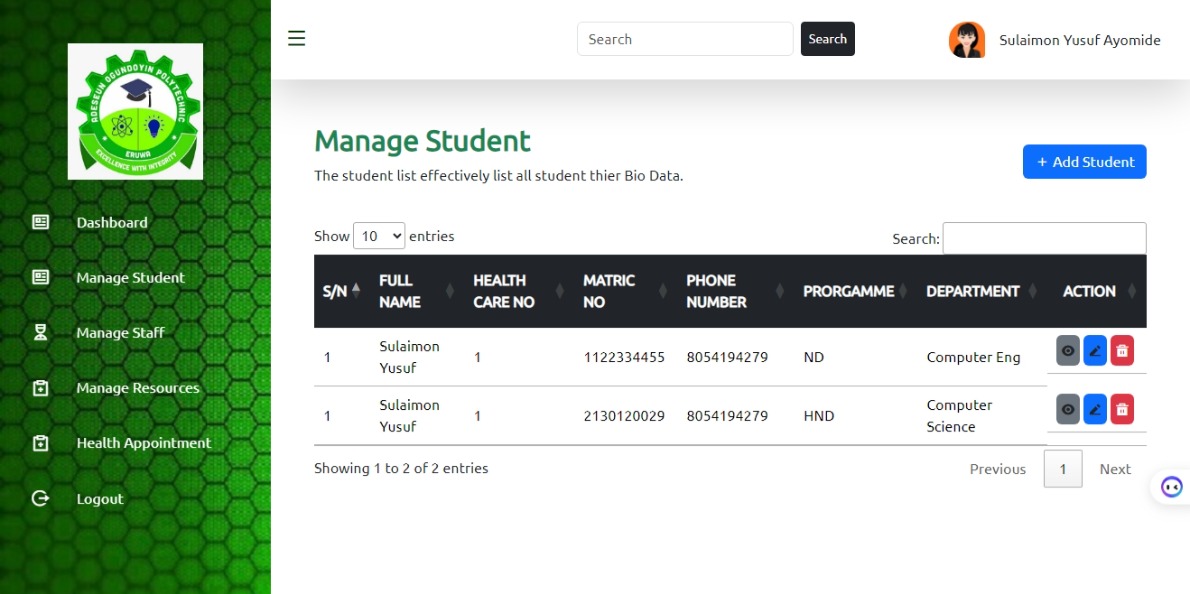 ADESEUN OGUNDOYIN POLYTECHNIC
ERUWA
EXCELLENCE WITH INTEGRITY
Dashboard
Manage Student
Manage Staff
Manage Resources
Health Appointment
Logout
Search Search Sulaimon Yusuf Ayomide
Manage Student
The student list effectively list all student thier Bio Data.
+ Add Student
Show 10 entries Search:
S/N FULL NAME HEALTH CARE NO MATRIC NO PHONE NUMBER PRORGAMME DEPARTMENT ACTION
1 Sulaimon Yusuf 1 1122334455 8054194279 ND Computer Eng
1 Sulaimon Yusuf 1 2130120029 8054194279 HND Computer Science
Showing 1 to 2 of 2 entries Previous 1 Next